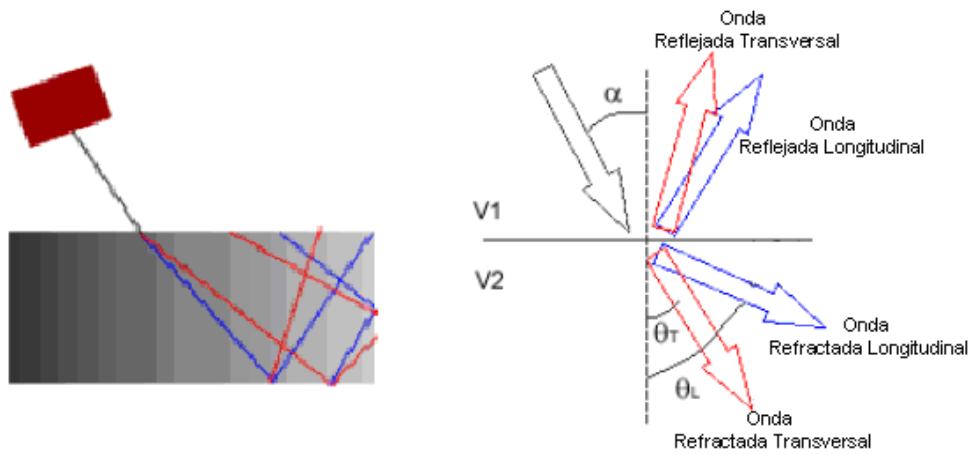 Onda
Reflejada Transversal
α
Onda
Reflejada Longitudinal
V1
V2
θT
θL
Onda
Refractada Longitudinal
Onda
Refractada Transversal